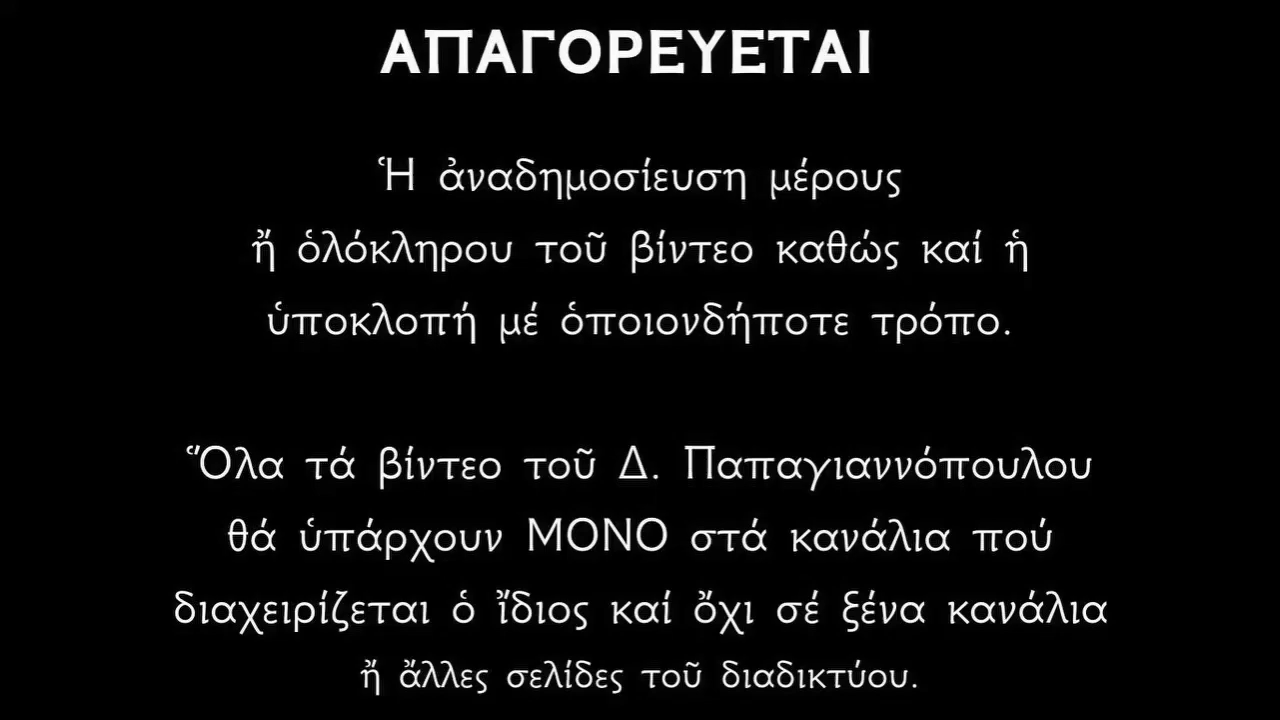 ΑΠΑΓΟΡΕΥΕΤΑΙ
Ἡ ἀναδημοσίευση μέρους
ἤ ὁλόκληρου τοῦ βίντεο καθώς καί ἡ
ὑποκλοπή μέ ὁποιονδήποτε τρόπο.
Ὅλα τά βίντεο τοῦ Δ. Παπαγιαννόπουλου
θά ὑπάρχουν ΜΟΝΟ στά κανάλια πού
διαχειρίζεται ὁ ἴδιος καί ὄχι σέ ξένα κανάλια
ἤ ἄλλες σελίδες τοῦ διαδικτύου.